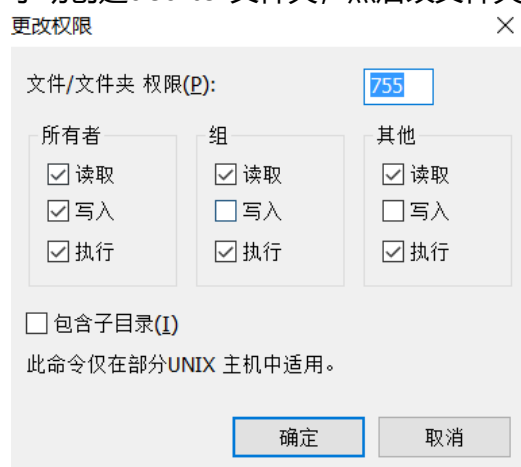 更改权限
文件/文件夹 权限(P):
755
所有者 组 其他
读取 读取 读取
写入 写入 写入
执行 执行 执行
包含子目录(I)
此命令仅在部分UNIX 主机中适用。
确定 取消